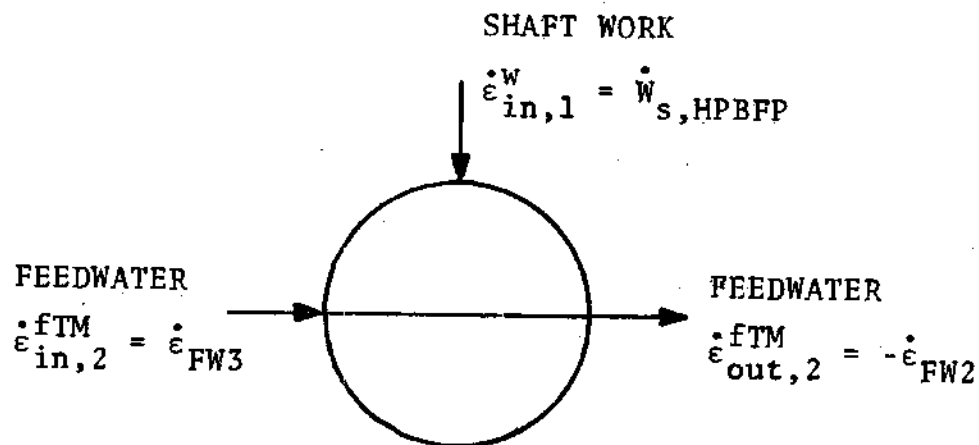 SHAFT WORK
ε̇ᵂ_in,1 = Ẇ_s,HPBFP
FEEDWATER
ε̇^fTM_in,2 = ε̇_FW3
FEEDWATER
ε̇^fTM_out,2 = -ε̇_FW2